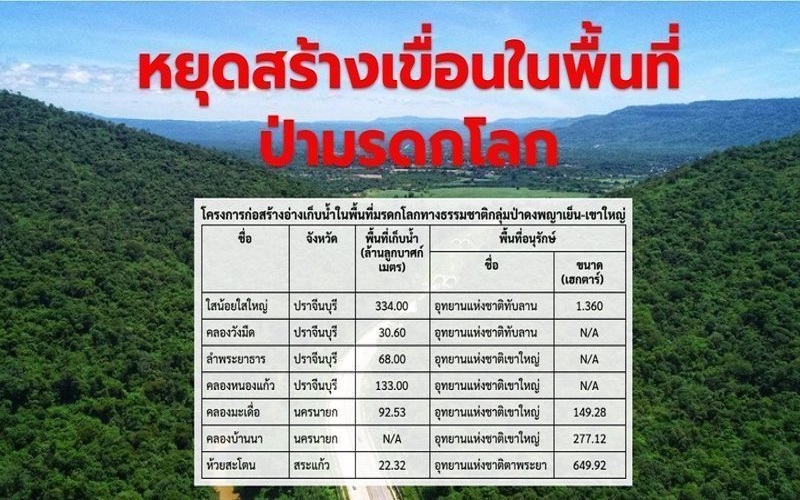 หยุดสร้างเขื่อนในพื้นที่
ป่ามรดกโลก
โครงการก่อสร้างอ่างเก็บน้ำในพื้นที่มรดกโลกทางธรรมชาติกลุ่มป่าดงพญาเย็น-เขาใหญ่
ชื่อ จังหวัด พื้นที่เก็บน้ำ (ล้านลูกบาศก์ เมตร) พื้นที่อนุรักษ์
ชื่อ ขนาด (เฮกตาร์)
ใสน้อยใสใหญ่ ปราจีนบุรี 334.00 อุทยานแห่งชาติทับลาน 1.360
คลองวังมืด ปราจีนบุรี 30.60 อุทยานแห่งชาติทับลาน N/A
ลำพระยาธาร ปราจีนบุรี 68.00 อุทยานแห่งชาติเขาใหญ่ N/A
คลองหนองแก้ว ปราจีนบุรี 133.00 อุทยานแห่งชาติเขาใหญ่ N/A
คลองมะเดื่อ นครนายก 92.53 อุทยานแห่งชาติเขาใหญ่ 149.28
คลองบ้านนา นครนายก N/A อุทยานแห่งชาติเขาใหญ่ 277.12
ห้วยสะโตน สระแก้ว 22.32 อุทยานแห่งชาติตาพระยา 649.92